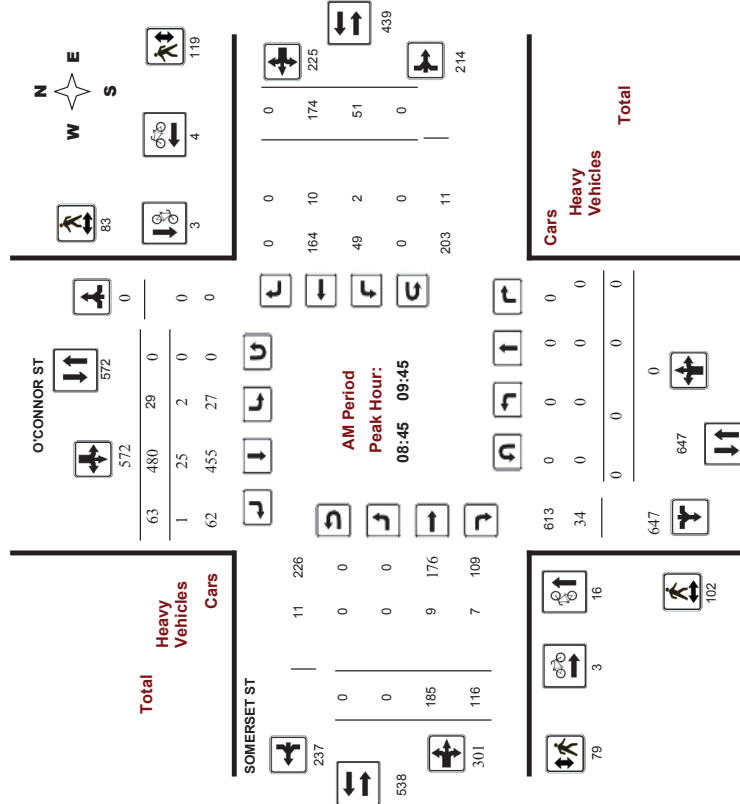 N
W E
S
119
83
4
3
O'CONNOR ST
572
0
572
63 480 29 0
1 25 2 0 0
62 455 27 0 0
Total
Heavy
Vehicles
Cars
439
225
214
0 0 0
164 10 174
49 2 51
0 0 0
203 11
AM Period
Peak Hour:
08:45 09:45
SOMERSET ST
237
538
301
11 226
0 0 0
0 0 0
185 9 176
116 7 109
Cars
Heavy
Vehicles
Total
613 0 0 0 0
34 0 0 0 0
0 0 0 0
647
647
0
16
3
79
102